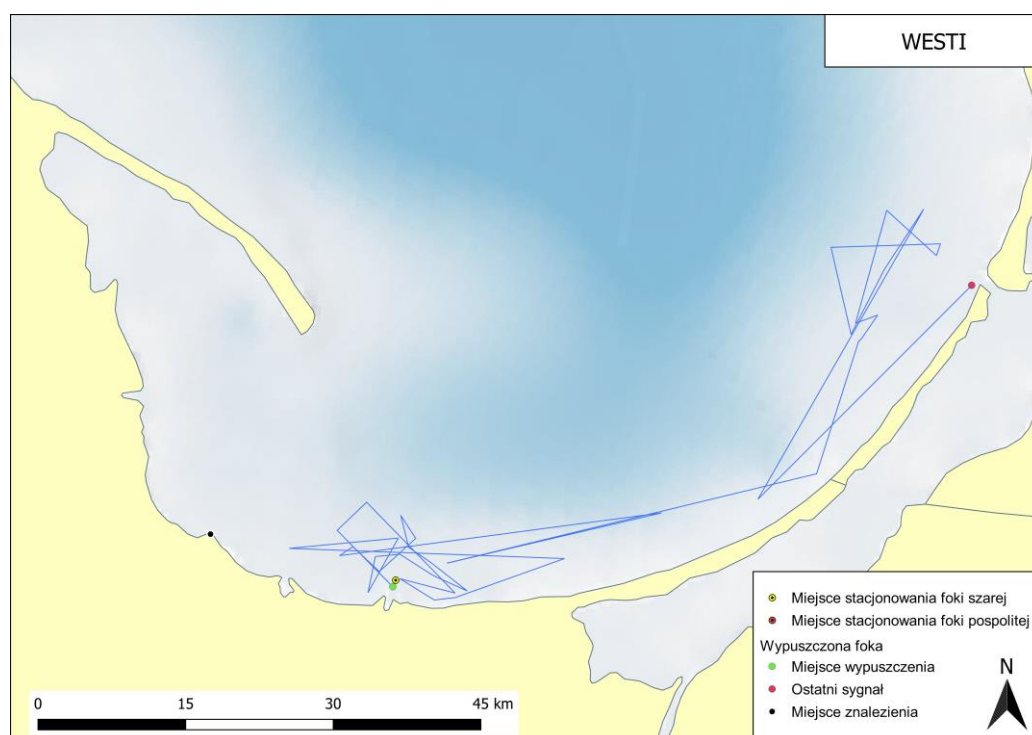 WESTI
Miejsce stacjonowania foki szarej
Miejsce stacjonowania foki pospolitej
Wypuszczona foka
Miejsce wypuszczenia
Ostatni sygnał
Miejsce znalezienia
N
0 15 30 45 km